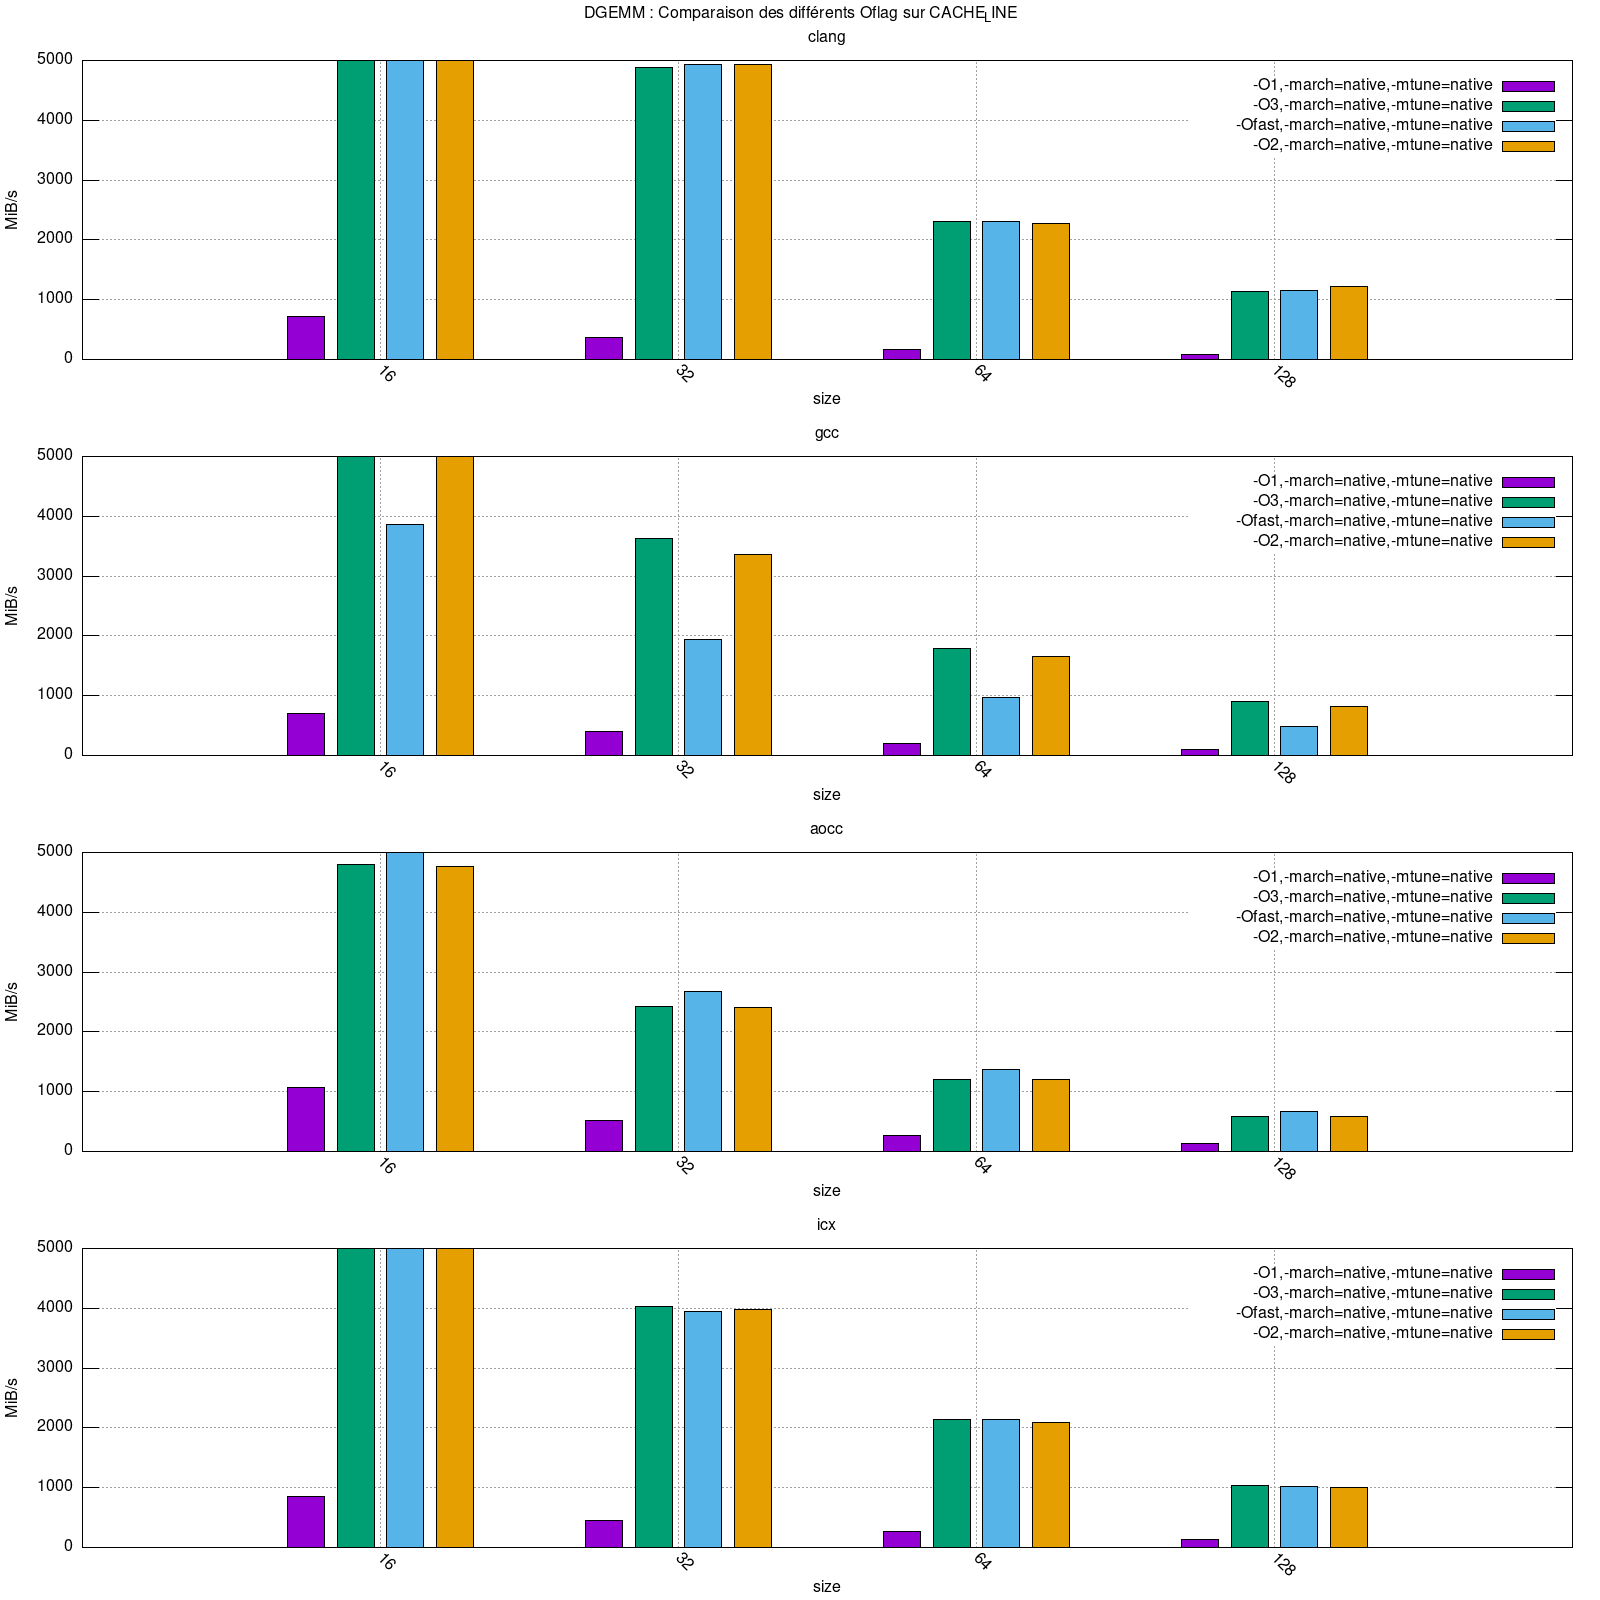 DGEMM : Comparaison des différents Oflag sur CACHELINE
clang
5000
4000
3000
2000
1000
0
MiB/s
-O1,-march=native,-mtune=native
-O3,-march=native,-mtune=native
-Ofast,-march=native,-mtune=native
-O2,-march=native,-mtune=native
16 32 64 128
size
gcc
5000
4000
3000
2000
1000
0
MiB/s
-O1,-march=native,-mtune=native
-O3,-march=native,-mtune=native
-Ofast,-march=native,-mtune=native
-O2,-march=native,-mtune=native
16 32 64 128
size
aocc
5000
4000
3000
2000
1000
0
MiB/s
-O1,-march=native,-mtune=native
-O3,-march=native,-mtune=native
-Ofast,-march=native,-mtune=native
-O2,-march=native,-mtune=native
16 32 64 128
size
icx
5000
4000
3000
2000
1000
0
MiB/s
-O1,-march=native,-mtune=native
-O3,-march=native,-mtune=native
-Ofast,-march=native,-mtune=native
-O2,-march=native,-mtune=native
16 32 64 128
size